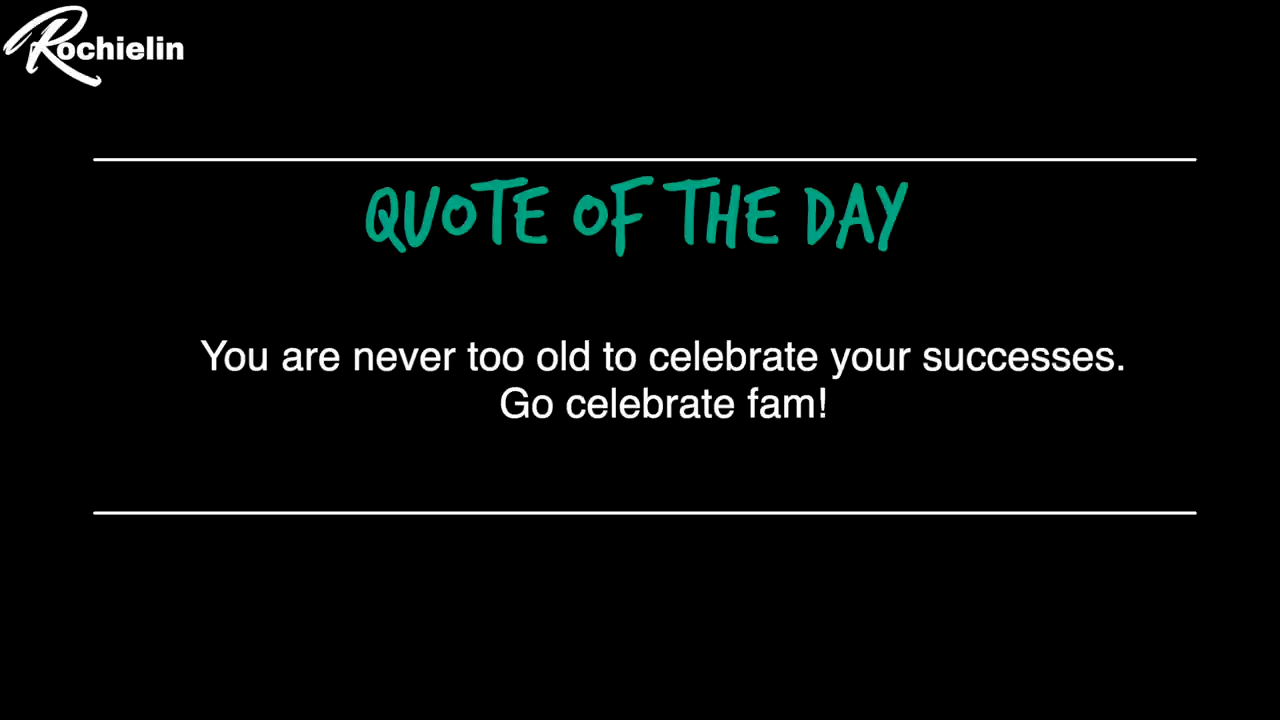 Rochielin
QUOTE OF THE DAY
You are never too old to celebrate your successes.
Go celebrate fam!